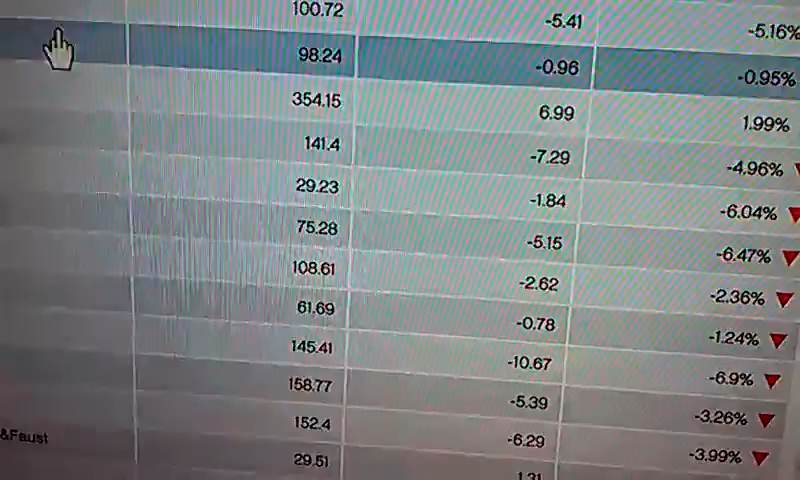 100.72 -5.41 -5.16%
98.24 -0.96 -0.95%
354.15 6.99 1.99%
141.4 -7.29 -4.96%
29.23 -1.84 -6.04%
75.28 -5.15 -6.47%
108.61 -2.62 -2.36%
61.69 -0.78 -1.24%
145.41 -10.67 -6.9%
158.77 -5.39 -3.26%
152.4 -6.29 -3.99%
&Faust 29.51